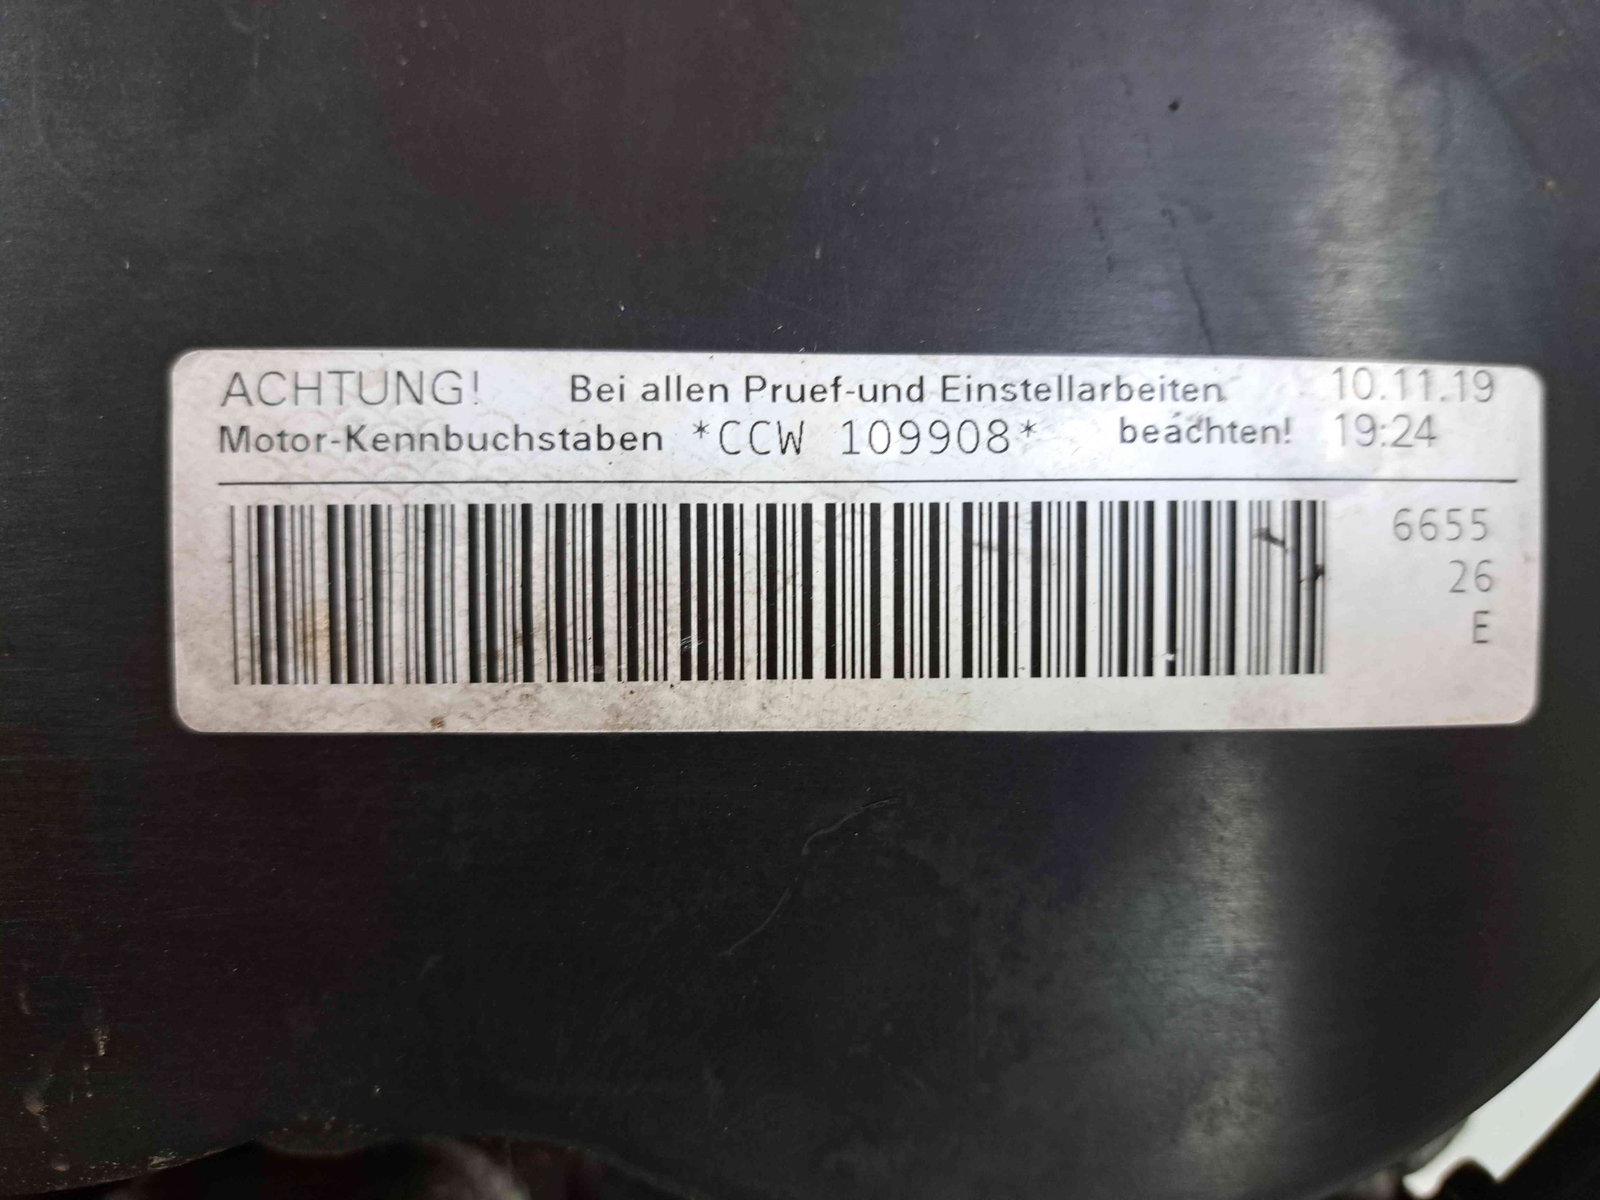 ACHTUNG! Bei allen Pruef-und Einstellarbeiten 10.11.19
Motor-Kennbuchstaben *CCW 109908* beachten! 19:24
6655
26
E